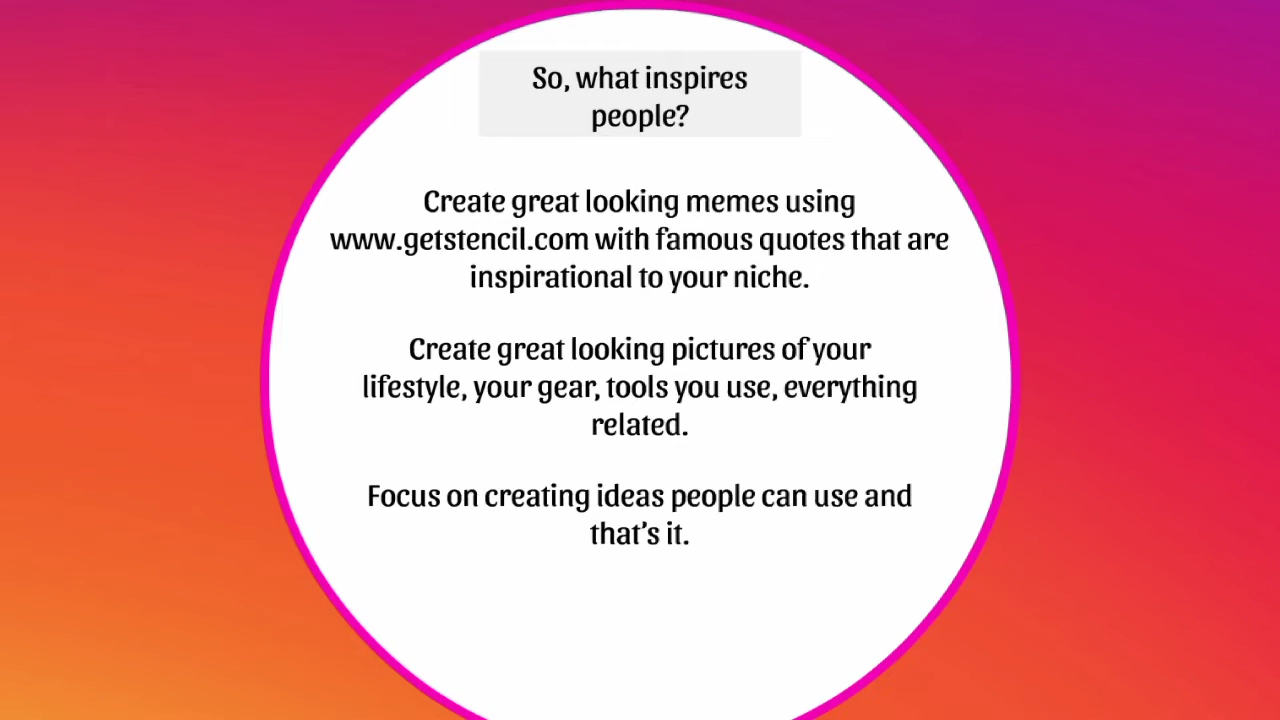 So, what inspires
people?
Create great looking memes using
www.getstencil.com with famous quotes that are
inspirational to your niche.
Create great looking pictures of your
lifestyle, your gear, tools you use, everything
related.
Focus on creating ideas people can use and
that’s it.